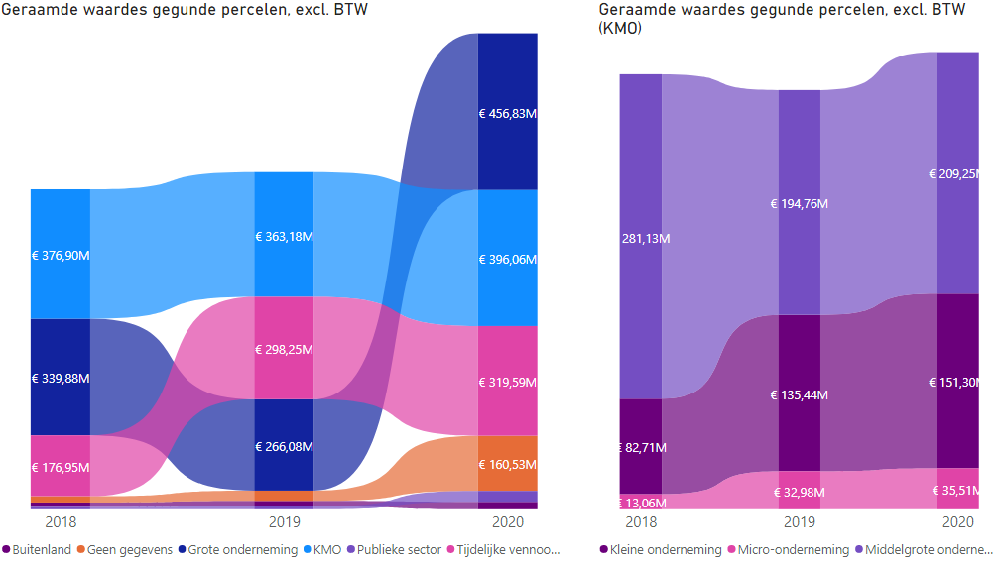 Geraamde waardes gegunde percelen, excl. BTW
€ 376,90M
€ 339,88M
€ 176,95M
€ 363,18M
€ 298,25M
€ 266,08M
€ 456,83M
€ 396,06M
€ 319,59M
€ 160,53M
2018
2019
2020
Buitenland Geen gegevens Grote onderneming KMO Publieke sector Tijdelijke vennoo...
Geraamde waardes gegunde percelen, excl. BTW
(KMO)
281,13M
€ 82,71M
€ 13,06M
€ 194,76M
€ 135,44M
€ 32,98M
€ 209,25M
€ 151,30M
€ 35,51M
2018
2019
2020
Kleine onderneming Micro-onderneming Middelgrote onderne...